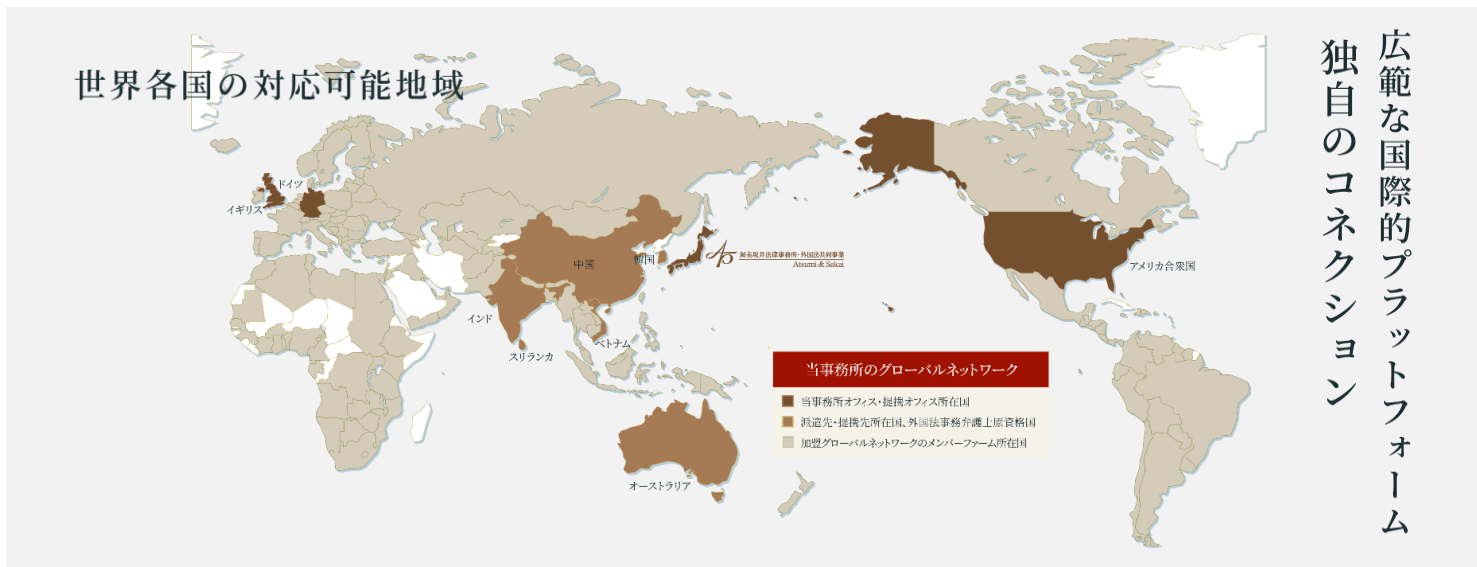 世界各国の対応可能地域
広範な国際的プラットフォーム
独自のコネクション
ドイツ
イギリス
中国
韓国
渥美坂井法律事務所・外国法共同事業
Atsumi & Sakai
アメリカ合衆国
インド
スリランカ
ベトナム
オーストラリア
当事務所のグローバルネットワーク
当事務所オフィス・提携オフィス所在国
派遣先・提携先所在国、外国法事務弁護士原資格国
加盟グローバルネットワークのメンバーファーム所在国